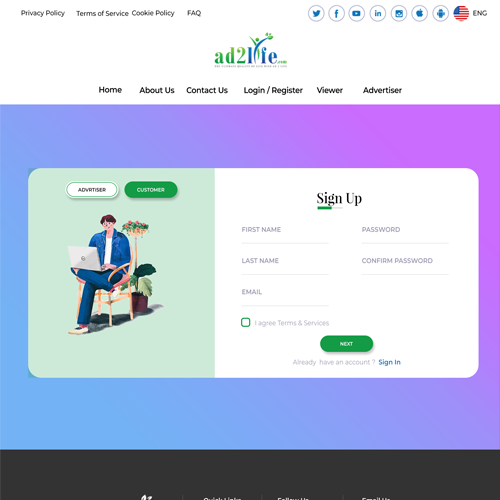 Privacy Policy Terms of Service Cookie Policy FAQ ENG
ad2life.com
Home About Us Contact Us Login / Register Viewer Advertiser
ADVRTISER CUSTOMER
Sign Up
FIRST NAME PASSWORD
LAST NAME CONFIRM PASSWORD
EMAIL
I agree Terms & Services
NEXT
Already have an account ? Sign In
Quick Links Follow Us Email Us